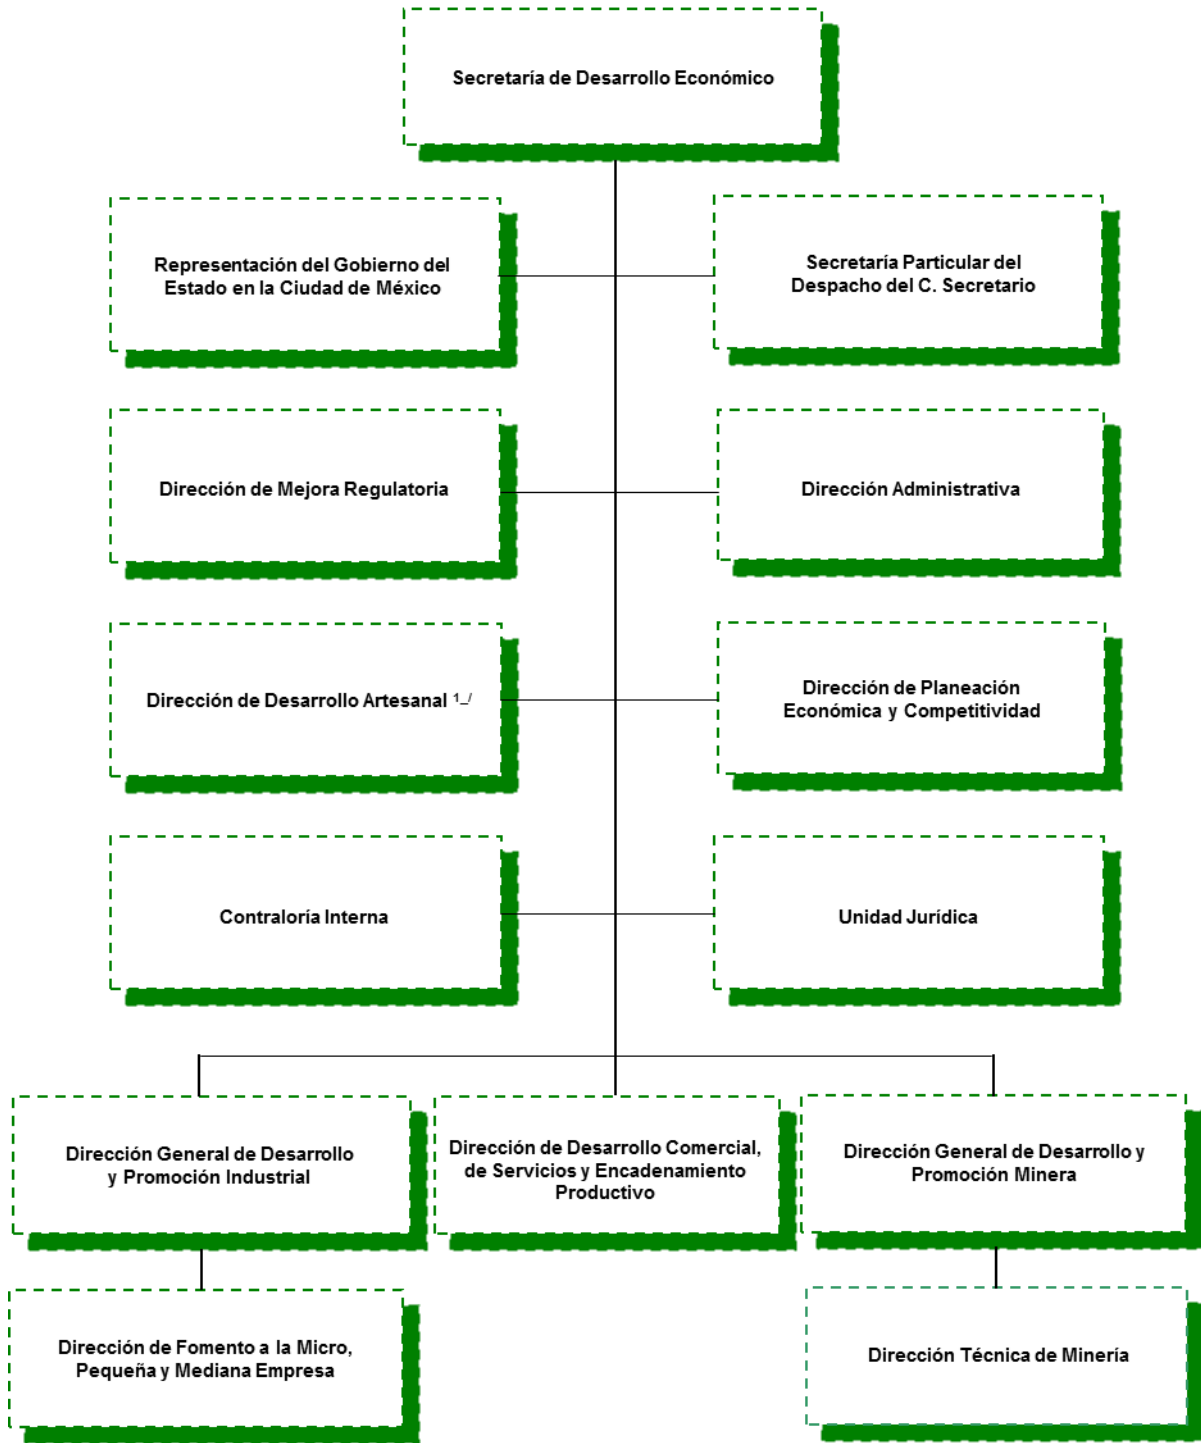 Secretaría de Desarrollo Económico
Representación del Gobierno del
Estado en la Ciudad de México
Secretaría Particular del
Despacho del C. Secretario
Dirección de Mejora Regulatoria
Dirección Administrativa
Dirección de Desarrollo Artesanal ¹_/
Dirección de Planeación
Económica y Competitividad
Contraloría Interna
Unidad Jurídica
Dirección General de Desarrollo
y Promoción Industrial
Dirección de Desarrollo Comercial,
de Servicios y Encadenamiento
Productivo
Dirección General de Desarrollo y
Promoción Minera
Dirección de Fomento a la Micro,
Pequeña y Mediana Empresa
Dirección Técnica de Minería